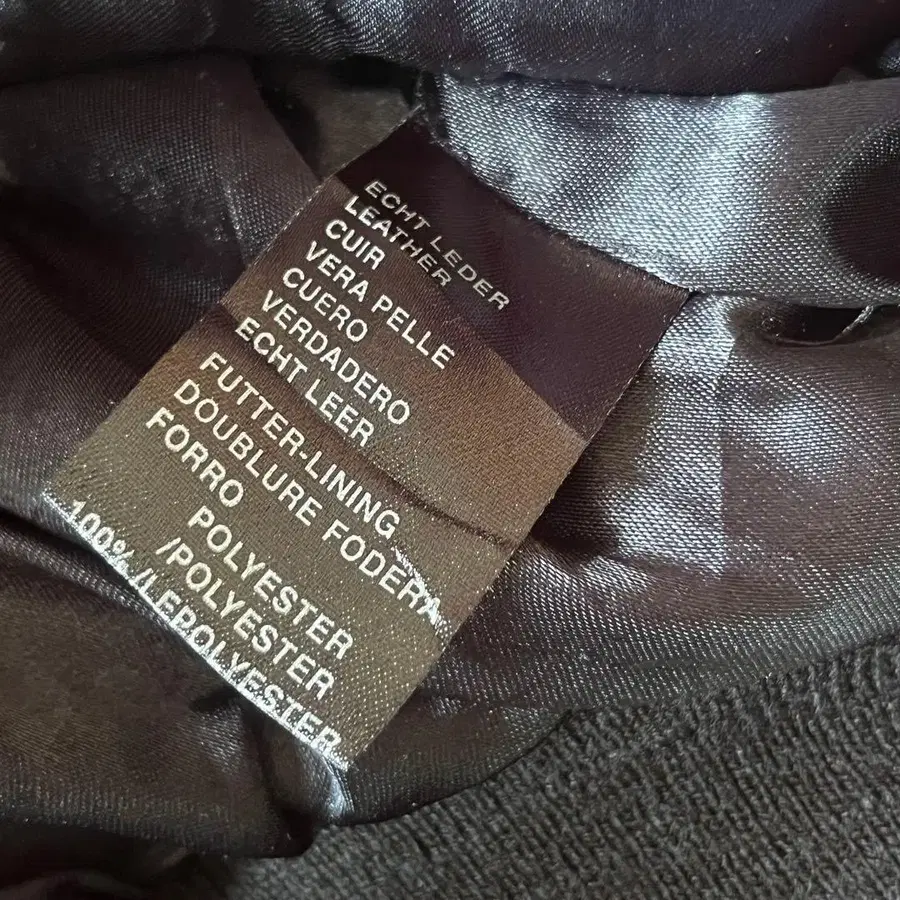 ECHT LEDER
LEATHER
CUIR
VERA PELLE
CUERO
VERDADERO
ECHT LEER
FUTTER-LINING
DOUBLURE FODERA
FORRO
POLYESTER
/POLYESTER
100%/LEPOLYESTER